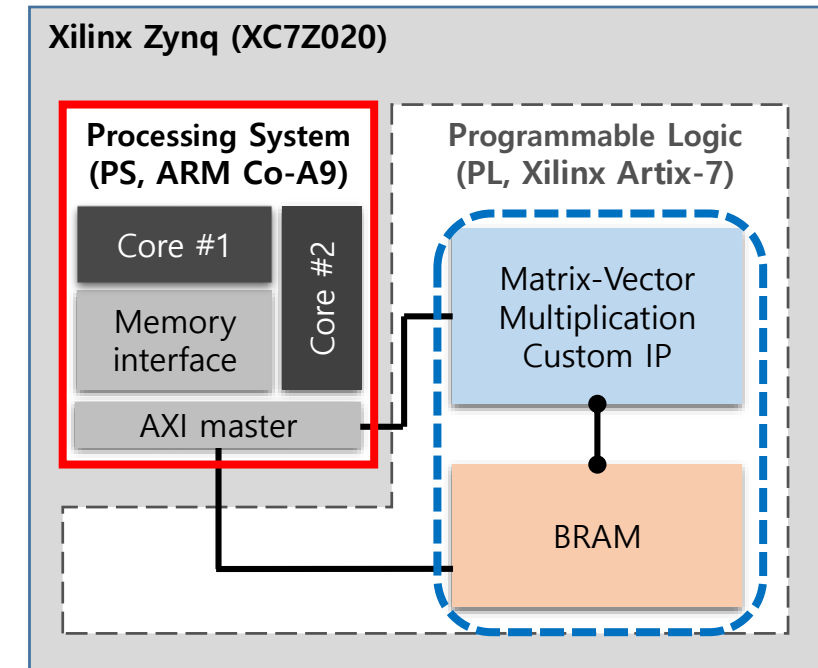 Xilinx Zynq (XC7Z020)
Processing System
(PS, ARM Co-A9)
Core #1
Core #2
Memory
interface
AXI master
Programmable Logic
(PL, Xilinx Artix-7)
Matrix-Vector
Multiplication
Custom IP
BRAM